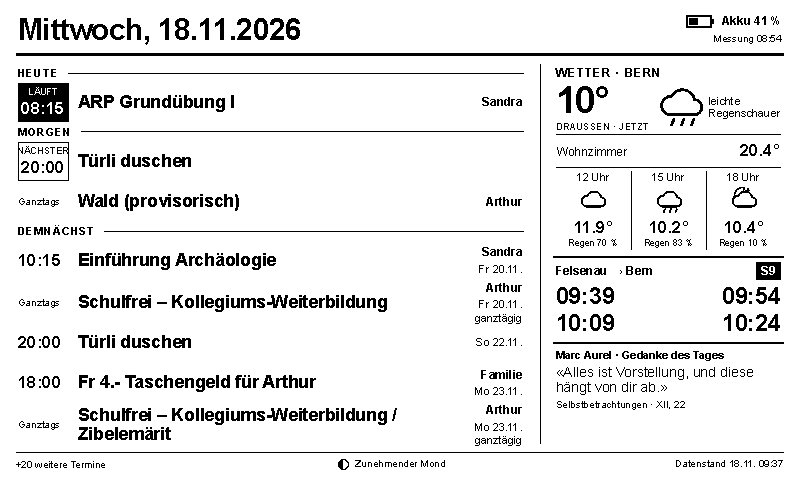 Mittwoch, 18.11.2026
Akku 41 %
Messung 08:54
HEUTE
LÄUFT
08:15
ARP Grundübung I
Sandra
MORGEN
NÄCHSTER
20:00
Türli duschen
Ganztags
Wald (provisorisch)
Arthur
DEMNÄCHST
10:15
Einführung Archäologie
Sandra
Fr 20.11.
Ganztags
Schulfrei – Kollegiums-Weiterbildung
Arthur
Fr 20.11.
ganztägig
20:00
Türli duschen
So 22.11.
18:00
Fr 4.- Taschengeld für Arthur
Familie
Mo 23.11.
Ganztags
Schulfrei – Kollegiums-Weiterbildung /
Zibelemärit
Arthur
Mo 23.11.
ganztägig
WETTER · BERN
10°
DRAUSSEN · JETZT
leichte
Regenschauer
Wohnzimmer
20.4°
12 Uhr
15 Uhr
18 Uhr
11.9°
10.2°
10.4°
Regen 70 %
Regen 83 %
Regen 10 %
Felsenau › Bern
S9
09:39
09:54
10:09
10:24
Marc Aurel · Gedanke des Tages
«Alles ist Vorstellung, und diese
hängt von dir ab.»
Selbstbetrachtungen · XII, 22
+20 weitere Termine
Zunehmender Mond
Datenstand 18.11. 09:37